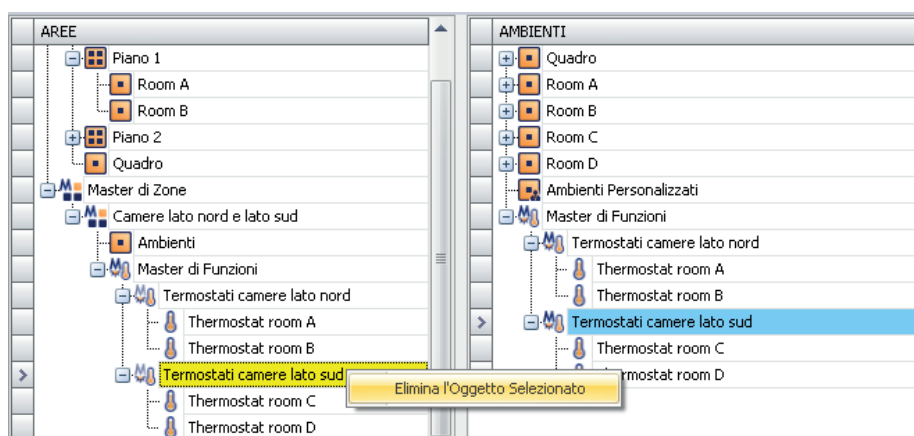 AREE
Piano 1
Room A
Room B
Piano 2
Quadro
Master di Zone
Camere lato nord e lato sud
Ambienti
Master di Funzioni
Termostati camere lato nord
Thermostat room A
Thermostat room B
Termostati camere lato sud
Thermostat room C
Thermostat room D
Elimina l'Oggetto Selezionato
AMBIENTI
Quadro
Room A
Room B
Room C
Room D
Ambienti Personalizzati
Master di Funzioni
Termostati camere lato nord
Thermostat room A
Thermostat room B
Termostati camere lato sud
Thermostat room C
rmostat room D